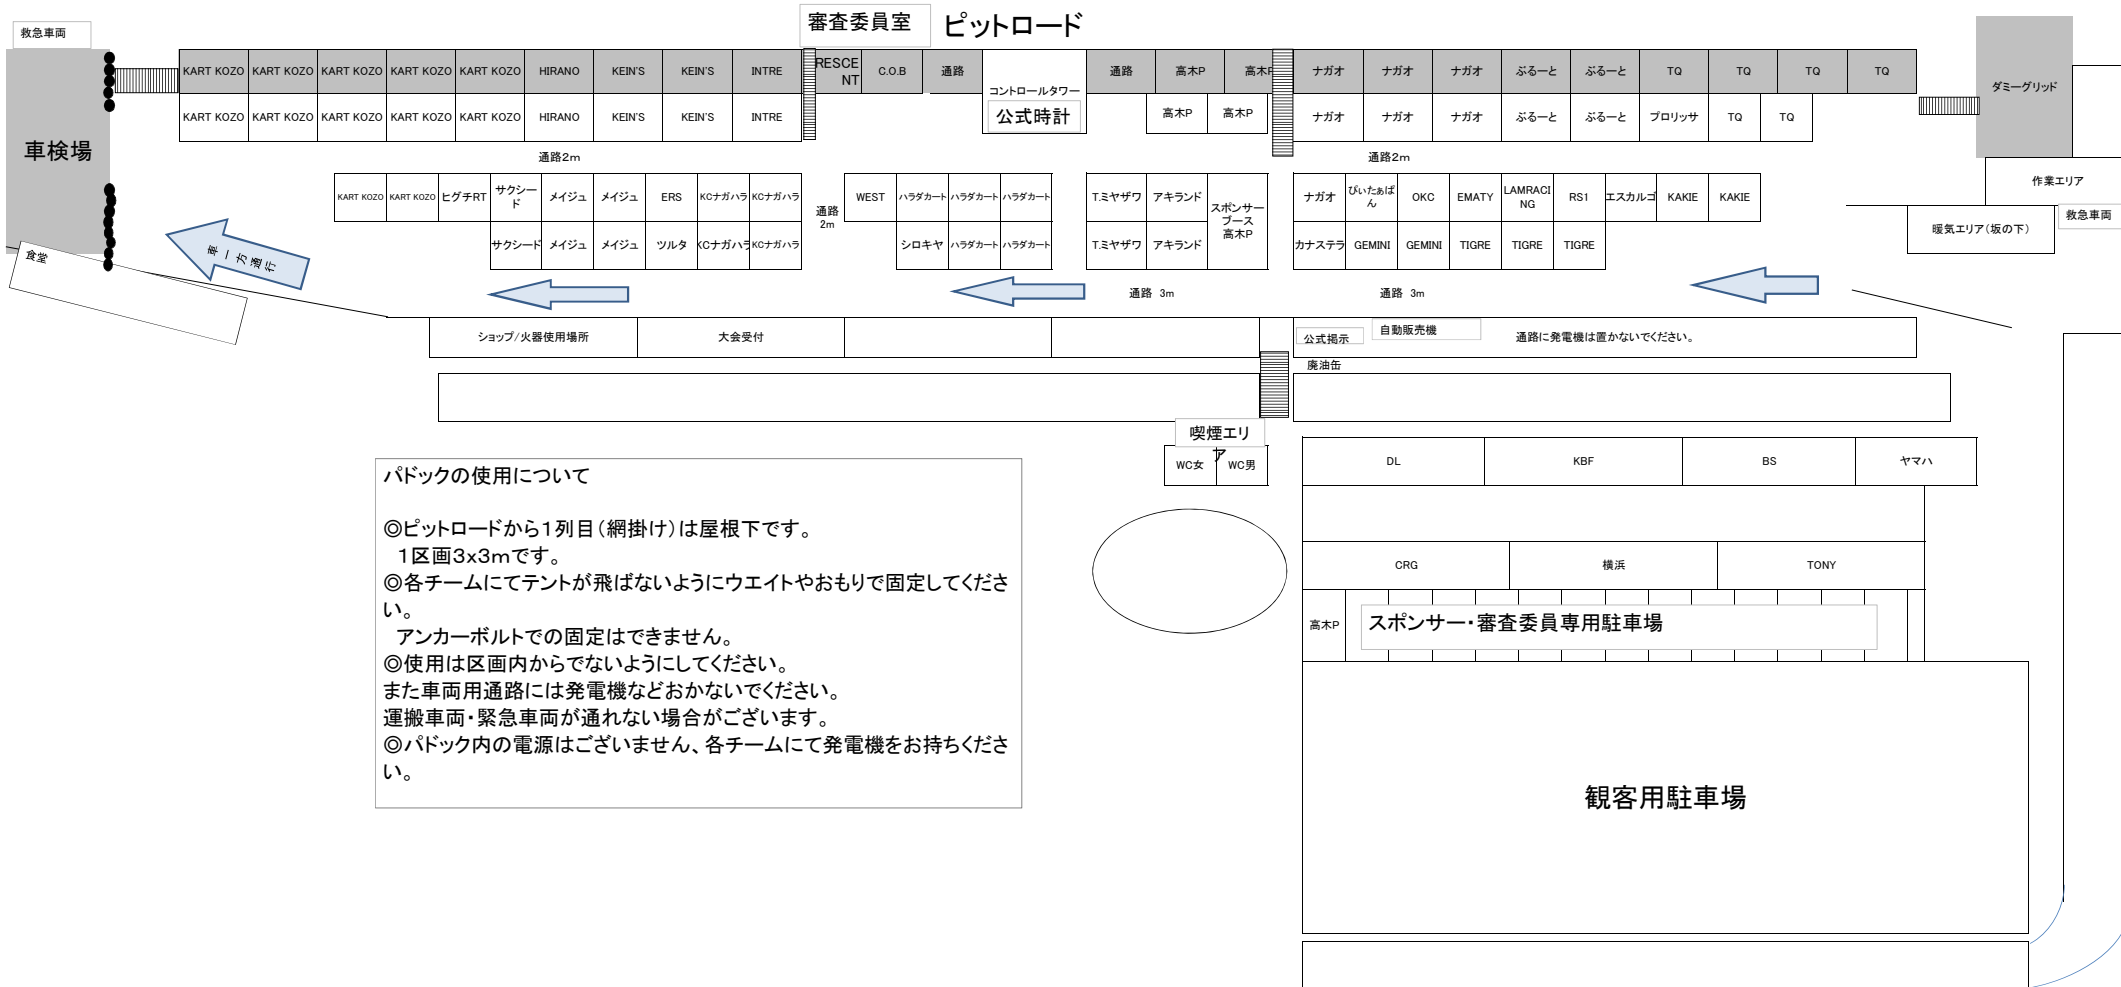 審査委員室
ピットロード
救急車両
KART KOZO KART KOZO KART KOZO KART KOZO KART KOZO HIRANO KEIN'S KEIN'S INTRE RESCE C.O.B 通路 通路 高木P 高木P ナガオ ナガオ ナガオ ぶるーと ぶるーと TQ TQ TQ TQ
NT
コントロールタワー
公式時計
ダミーグリッド
KART KOZO KART KOZO KART KOZO KART KOZO KART KOZO HIRANO KEIN'S KEIN'S INTRE 高木P 高木P ナガオ ナガオ ナガオ ぶるーと ぶるーと プロリッサ TQ TQ
車検場
通路2m
通路2m
作業エリア
KART KOZO KART KOZO ヒグチRT サクシー メイジュ メイジュ ERS KCナガハラ KCナガハラ WEST ハラダカート ハラダカート ハラダカート T.ミヤザワ アキランド ナガオ ぴぃたぁぱ OKC EMATY LAMRACI RS1 エスカルゴ KAKIE KAKIE
ド
ん
NG
通路
2m
スポンサー
ブース
高木P
救急車両
暖気エリア(坂の下)
サクシード メイジュ メイジュ ツルタ KCナガハラ KCナガハラ シロキヤ ハラダカート ハラダカート T.ミヤザワ アキランド カナステラ GEMINI GEMINI TIGRE TIGRE TIGRE
車一方通行
食堂
通路 3m
通路 3m
ショップ/火器使用場所
大会受付
公式掲示
自動販売機
通路に発電機は置かないでください。
廃油缶
喫煙エリ
ア
WC女
WC男
DL
KBF
BS
ヤマハ
パドックの使用について
◎ピットロードから1列目(網掛け)は屋根下です。
1区画3x3mです。
◎各チームにてテントが飛ばないようにウエイトやおもりで固定してくださ
い。
アンカーボルトでの固定はできません。
◎使用は区画内からでないようにしてください。
また車両用通路には発電機などおかないでください。
運搬車両・緊急車両が通れない場合がございます。
◎パドック内の電源はございません、各チームにて発電機をお持ちくださ
い。
CRG
横浜
TONY
高木P
スポンサー・審査委員専用駐車場
観客用駐車場